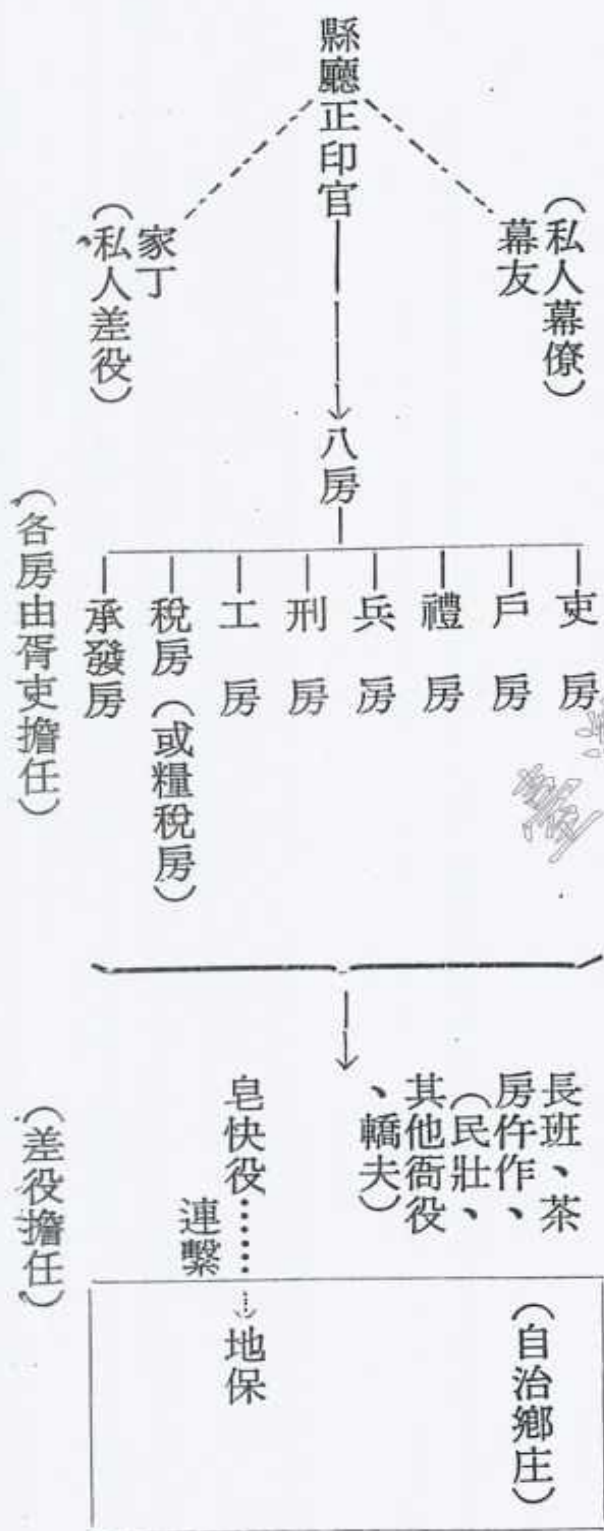 縣廳正印官
(私人幕僚)
幕友
家丁
(私人差役)
八房
吏房
戶房
禮房
兵房
刑房
工房
稅房(或糧稅房)
承發房
(各房由胥吏擔任)
長班、茶
房仵作、
(民壯、
其他衙役
、轎夫)
皂快役……
連繫
地保
(差役擔任)
(自治鄉庄)